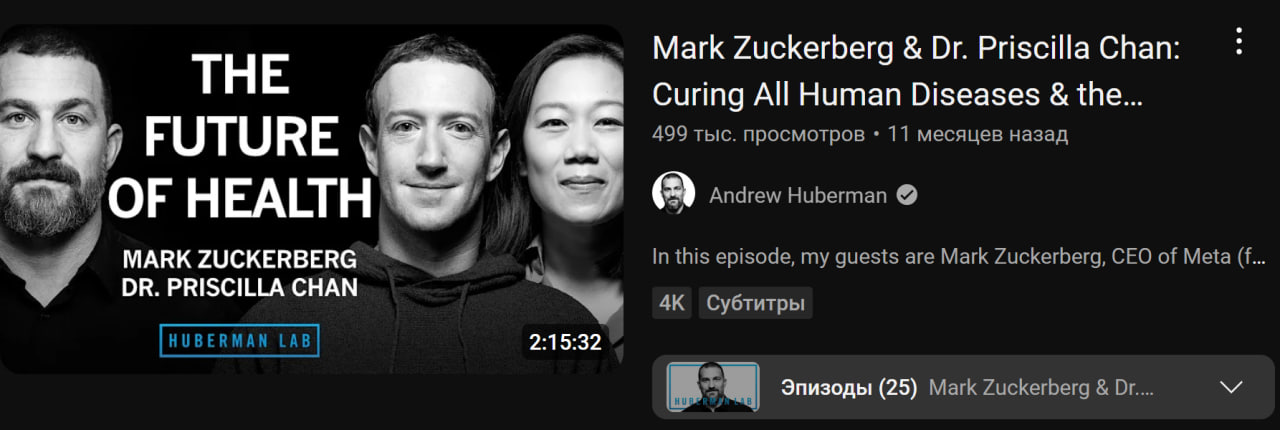 THE
FUTURE
OF HEALTH
MARK ZUCKERBERG
DR. PRISCILLA CHAN
HUBERMAN LAB
2:15:32
Mark Zuckerberg & Dr. Priscilla Chan:
Curing All Human Diseases & the...
499 тыс. просмотров • 11 месяцев назад
Andrew Huberman
In this episode, my guests are Mark Zuckerberg, CEO of Meta (f...
4K Субтитры
HUBERMAN LAB
Эпизоды (25) Mark Zuckerberg & Dr....